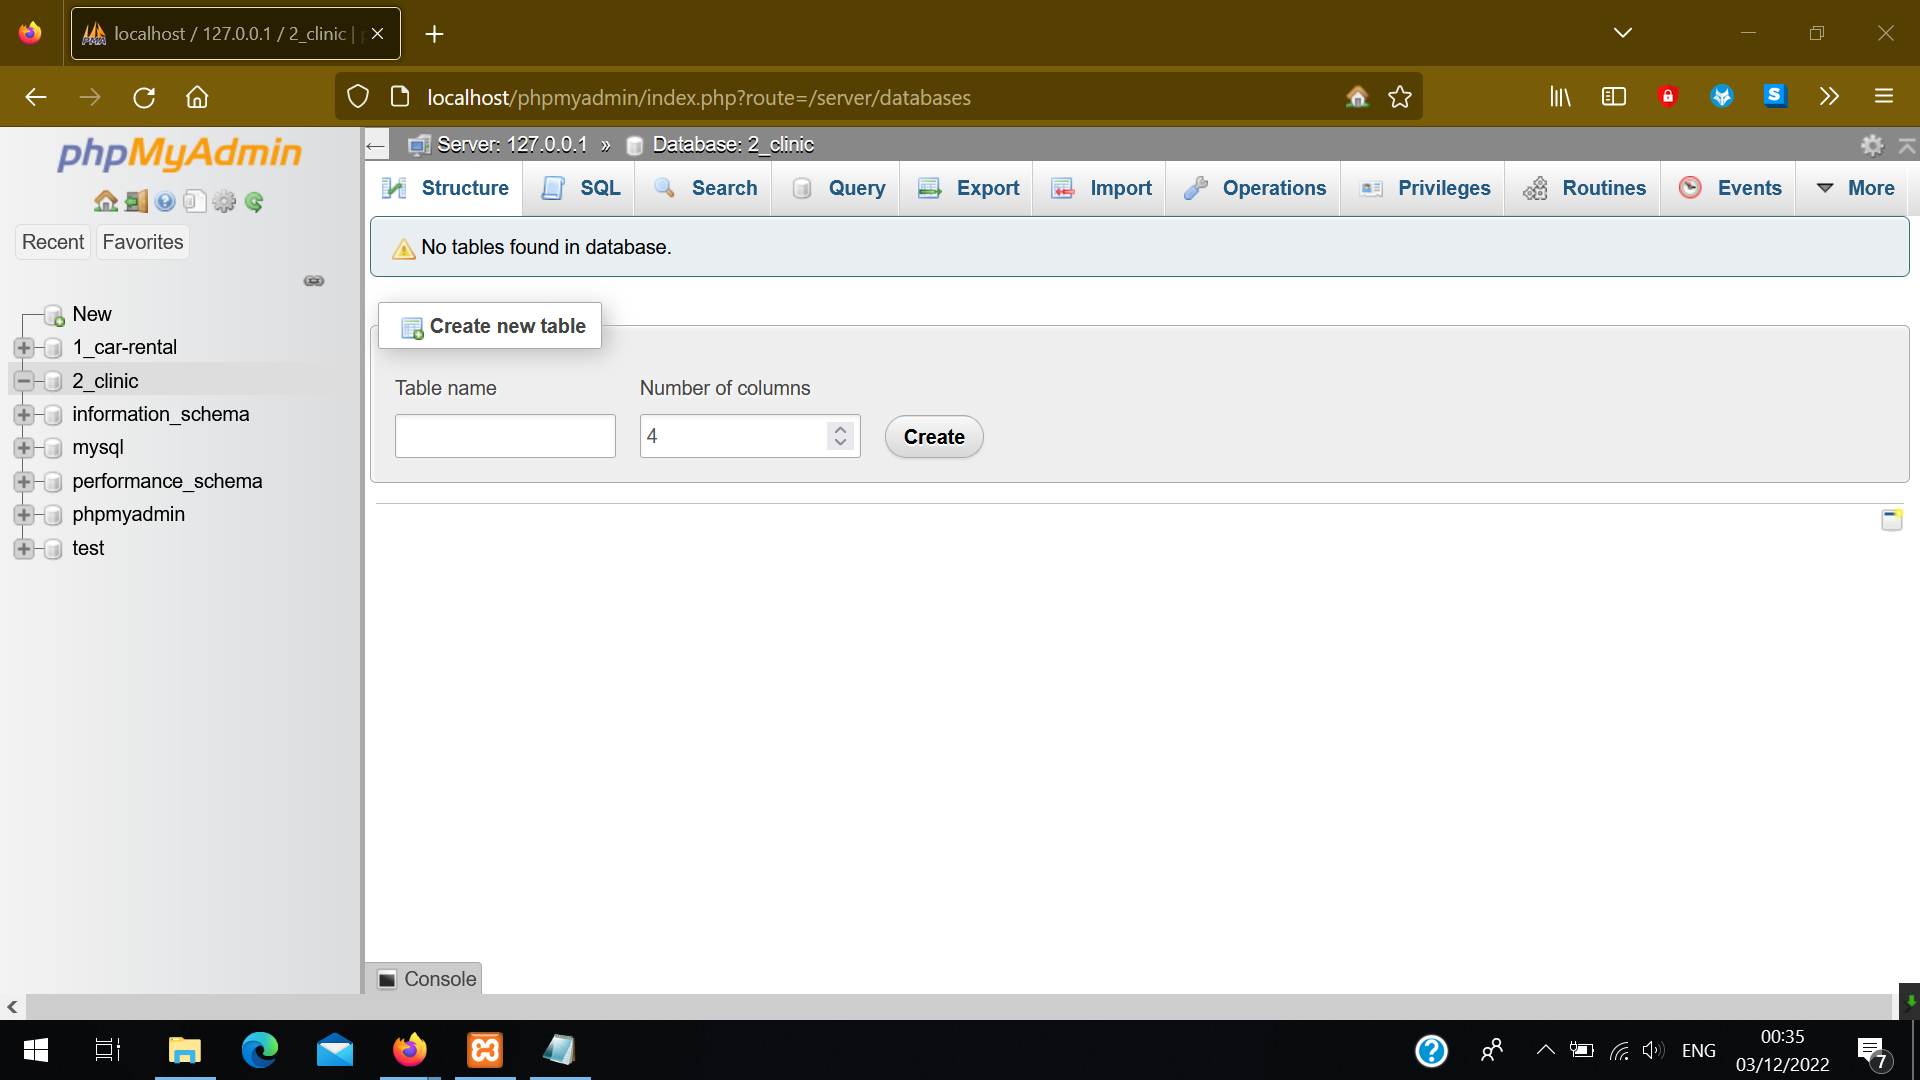 localhost / 127.0.0.1 / 2_clinic |
localhost/phpmyadmin/index.php?route=/server/databases
phpMyAdmin
Recent
Favorites
New
1_car-rental
2_clinic
information_schema
mysql
performance_schema
phpmyadmin
test
Server: 127.0.0.1 » Database: 2_clinic
Structure
SQL
Search
Query
Export
Import
Operations
Privileges
Routines
Events
More
No tables found in database.
Create new table
Table name
Number of columns
4
Create
Console
ENG
00:35
03/12/2022
7